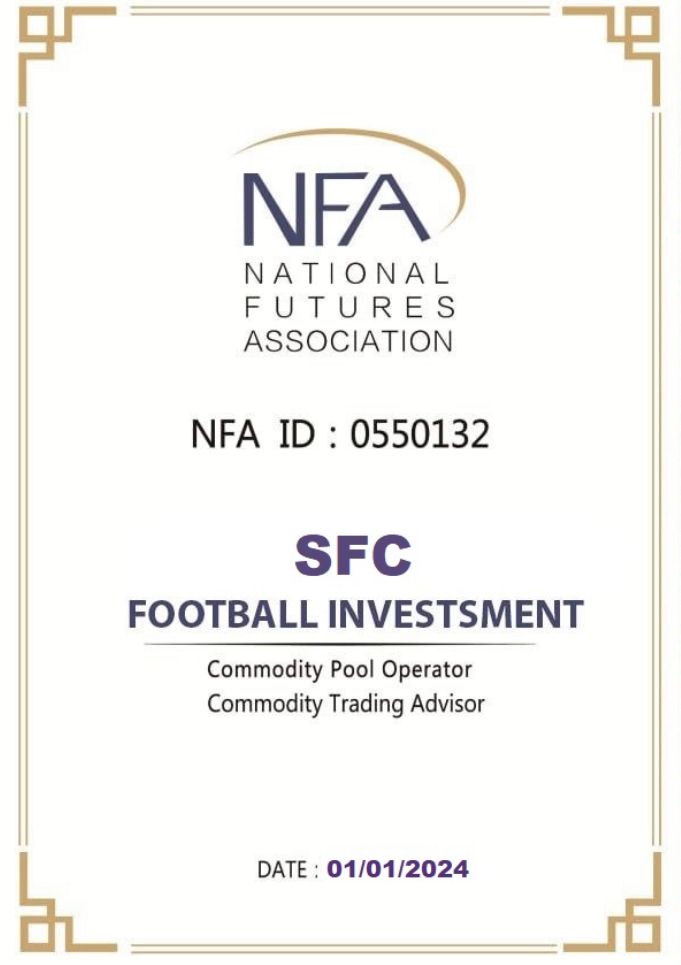 NFA
NATIONAL
FUTURES
ASSOCIATION
NFA ID : 0550132
SFC
FOOTBALL INVESTSMENT
Commodity Pool Operator
Commodity Trading Advisor
DATE : 01/01/2024